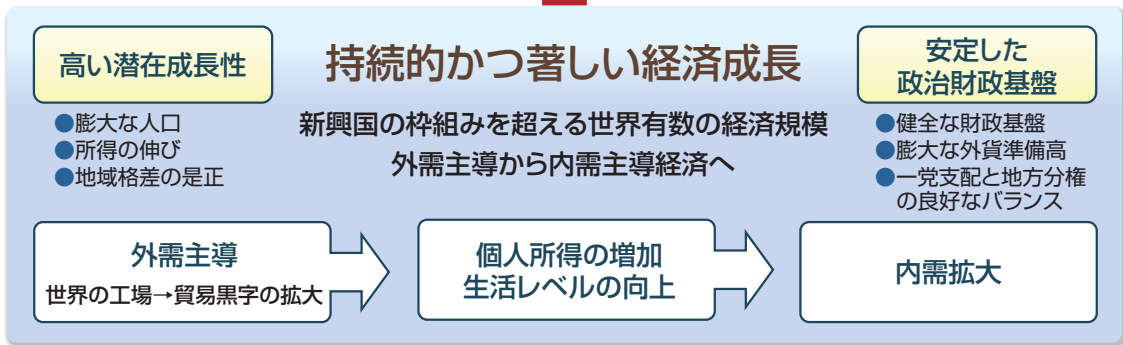 高い潜在成長性
●膨大な人口
●所得の伸び
●地域格差の是正
持続的かつ著しい経済成長
新興国の枠組みを超える世界有数の経済規模
外需主導から内需主導経済へ
安定した
政治財政基盤
●健全な財政基盤
●膨大な外貨準備高
●一党支配と地方分権
の良好なバランス
外需主導
世界の工場→貿易黒字の拡大
個人所得の増加
生活レベルの向上
内需拡大